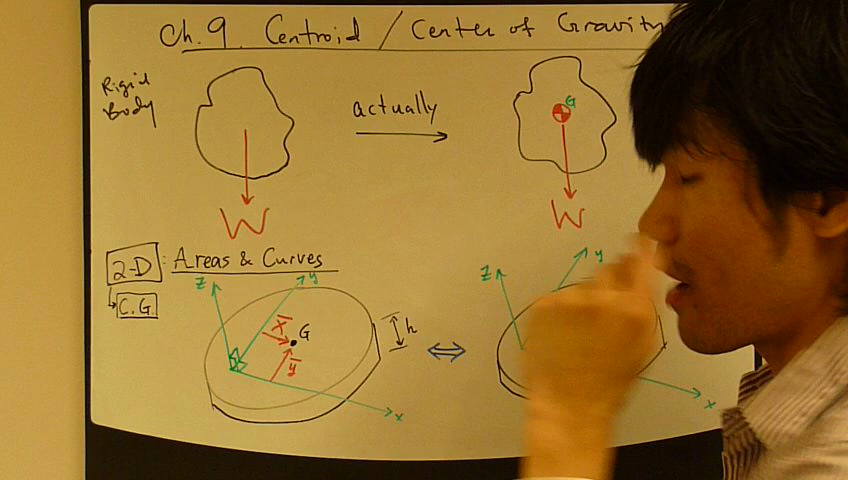 Ch. 9 Centroid / Center of Gravity
Rigid
Body
actually
G
W
W
2-D : Areas & Curves
C.G.
z
y
x̄
G
ȳ
h
x
z
y
x